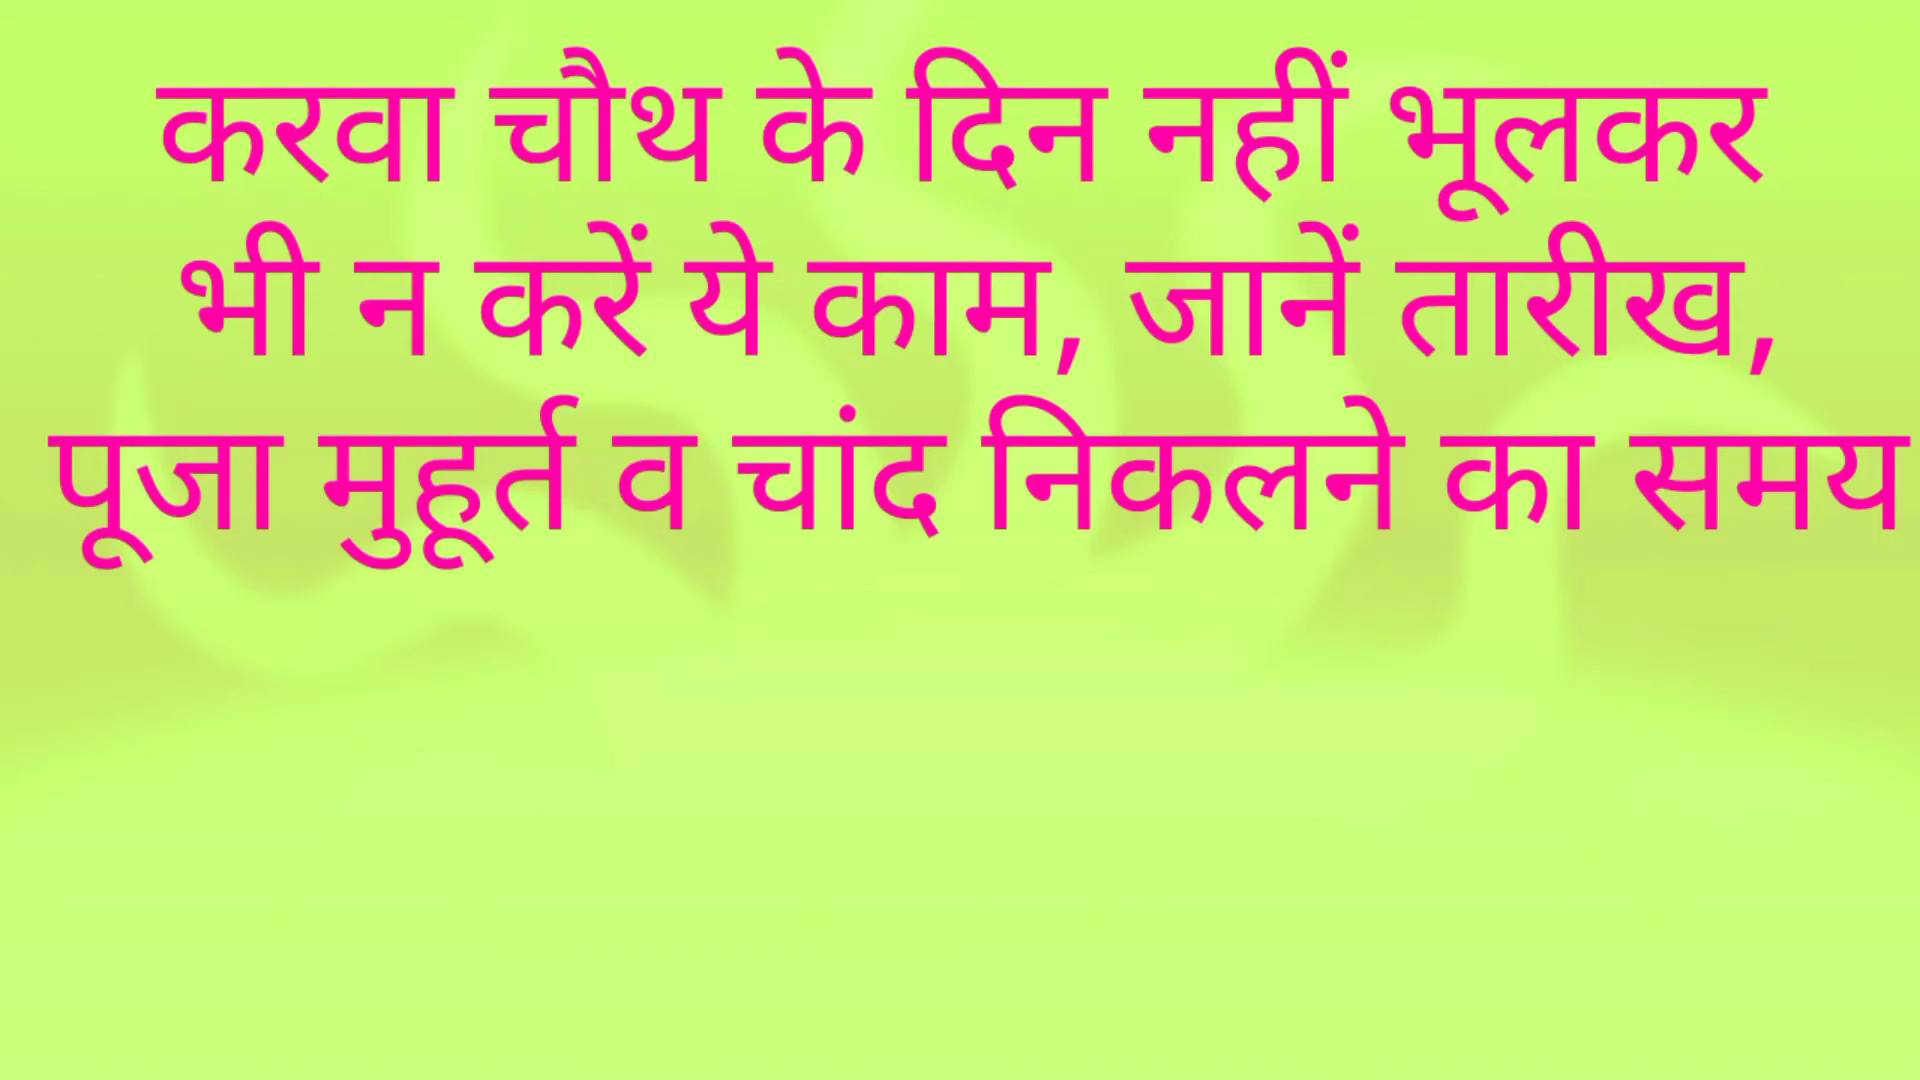 करवा चौथ के दिन नहीं भूलकर
भी न करें ये काम, जानें तारीख,
पूजा मुहूर्त व चांद निकलने का समय